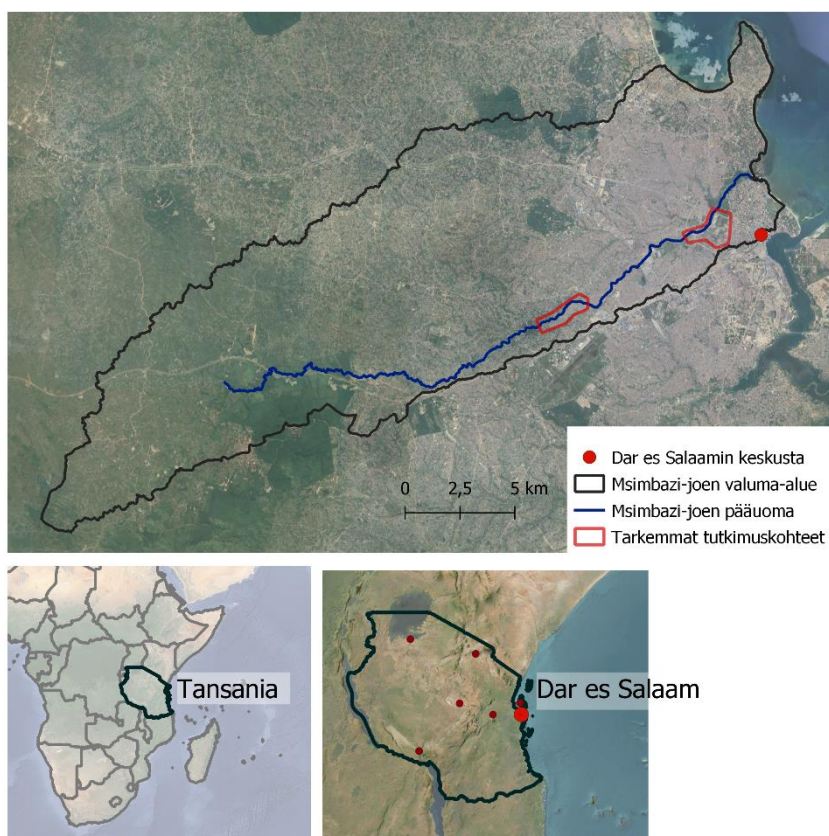 Dar es Salaamin keskusta
Msimbazi-joen valuma-alue
Msimbazi-joen pääuoma
Tarkemmat tutkimuskohteet
0 2,5 5 km
Tansania
Dar es Salaam